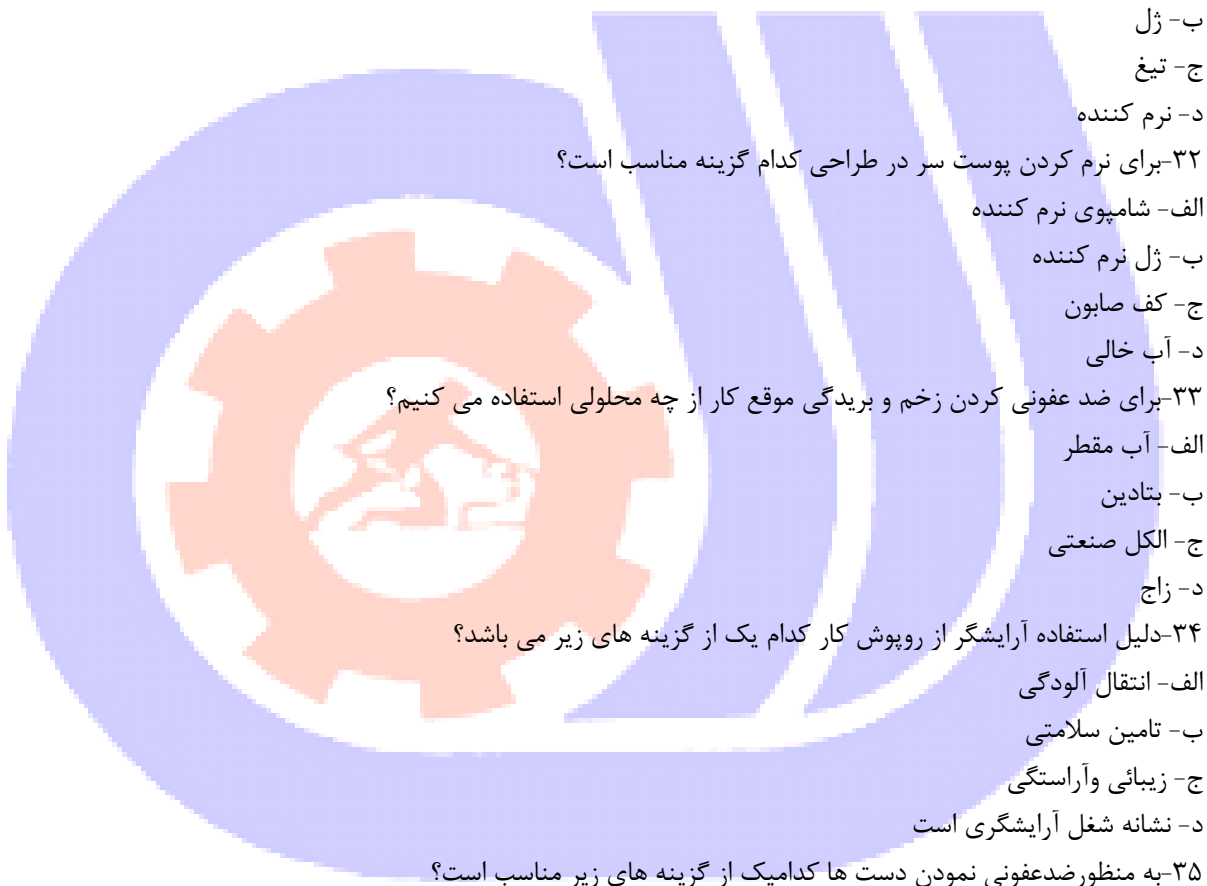 ب- ژل
ج- تیغ
د- نرم کننده
۳۲-برای نرم کردن پوست سر در طراحی کدام گزینه مناسب است؟
الف- شامپوی نرم کننده
ب- ژل نرم کننده
ج- کف صابون
د- آب خالی
۳۳-برای ضد عفونی کردن زخم و بریدگی موقع کار از چه محلولی استفاده می کنیم؟
الف- آب مقطر
ب- بتادین
ج- الکل صنعتی
د- زاج
۳۴-دلیل استفاده آرایشگر از روپوش کار کدام یک از گزینه های زیر می باشد؟
الف- انتقال آلودگی
ب- تامین سلامتی
ج- زیبائی وآراستگی
د- نشانه شغل آرایشگری است
۳۵-به منظورضدعفونی نمودن دست ها کدامیک از گزینه های زیر مناسب است؟